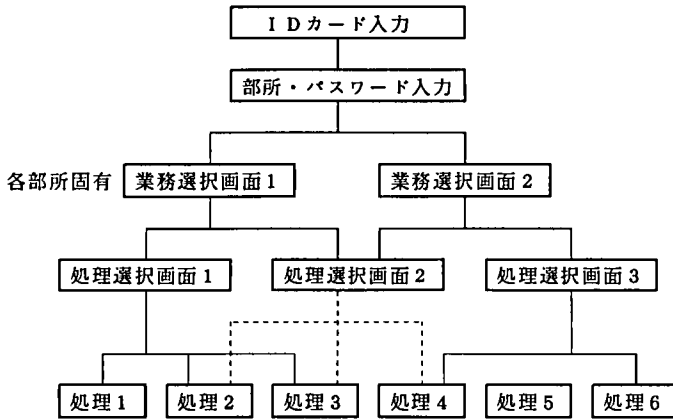 ＩＤカード入力
部所・パスワード入力
各部所固有 業務選択画面1 業務選択画面2
処理選択画面1 処理選択画面2 処理選択画面3
処理1 処理2 処理3 処理4 処理5 処理6